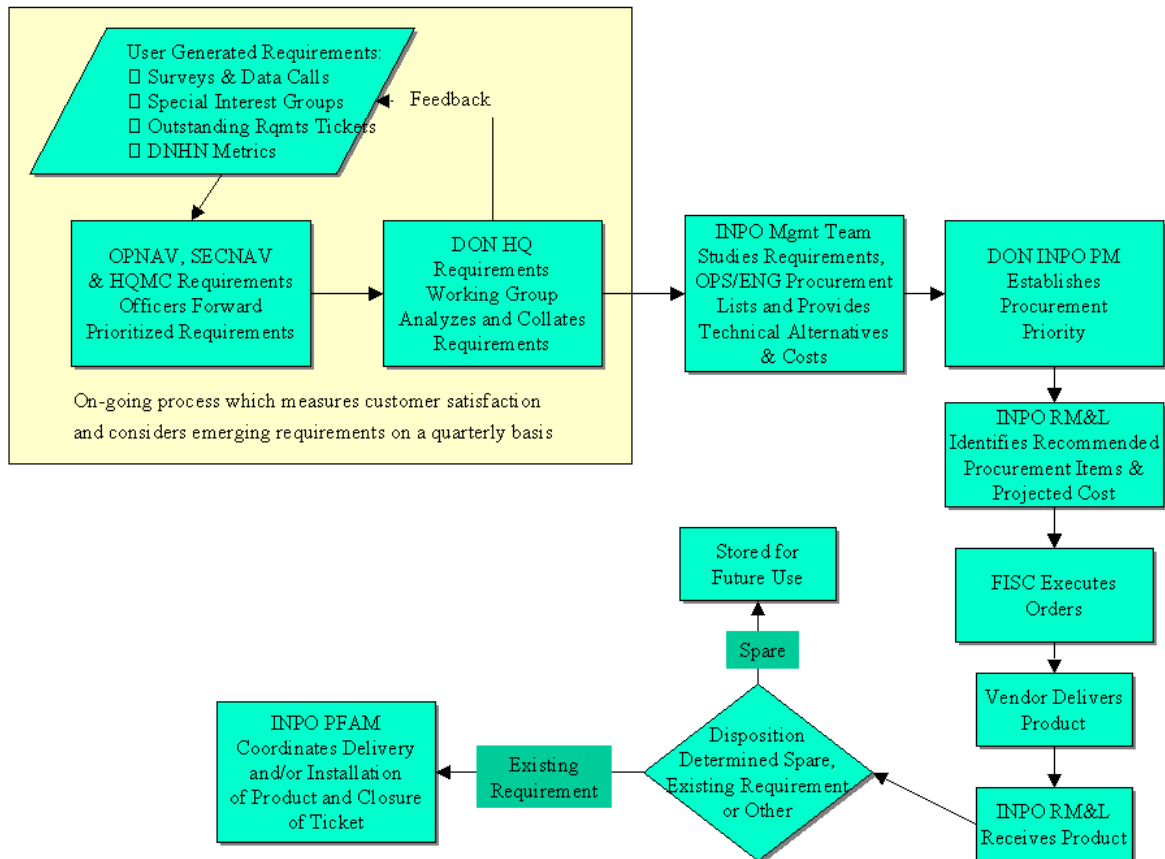 User Generated Requirements:
▯ Surveys & Data Calls
▯ Special Interest Groups
▯ Outstanding Rqmts Tickets
▯ DNHN Metrics
Feedback
OPNAV, SECNAV
& HQMC Requirements
Officers Forward
Prioritized Requirements
DON HQ
Requirements
Working Group
Analyzes and Collates
Requirements
INPO Mgmt Team
Studies Requirements,
OPS/ENG Procurement
Lists and Provides
Technical Alternatives
& Costs
DON INPO PM
Establishes
Procurement
Priority
On-going process which measures customer satisfaction
and considers emerging requirements on a quarterly basis
INPO RM&L
Identifies Recommended
Procurement Items &
Projected Cost
FISC Executes
Orders
Vendor Delivers
Product
INPO RM&L
Receives Product
Disposition
Determined Spare,
Existing Requirement
or Other
Spare
Stored for
Future Use
Existing
Requirement
INPO PFAM
Coordinates Delivery
and/or Installation
of Product and Closure
of Ticket